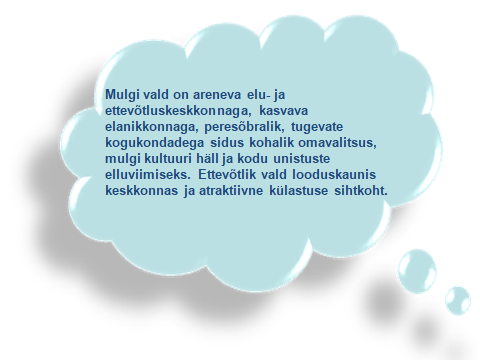 Mulgi vald on areneva elu- ja
ettevõtluskeskkonnaga, kasvava
elanikkonnaga, peresõbralik, tugevate
kogukondadega sidus kohalik omavalitsus,
mulgi kultuuri häll ja kodu unistuste
elluviimiseks. Ettevõtlik vald looduskaunis
keskkonnas ja atraktiivne külastuse sihtkoht.